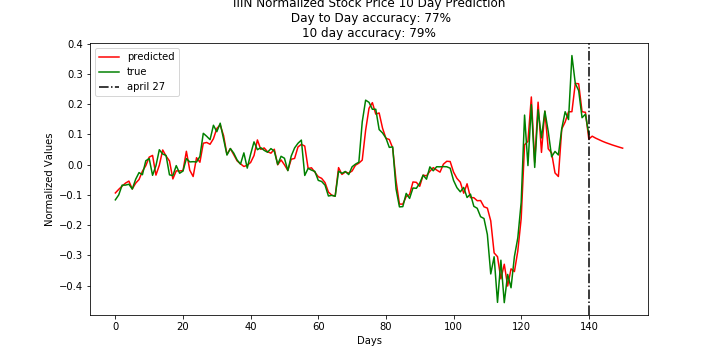 IIIN Normalized Stock Price 10 Day Prediction
Day to Day accuracy: 77%
10 day accuracy: 79%
predicted
true
april 27
Normalized Values
0.4
0.3
0.2
0.1
0.0
−0.1
−0.2
−0.3
−0.4
0
20
40
60
80
100
120
140
Days